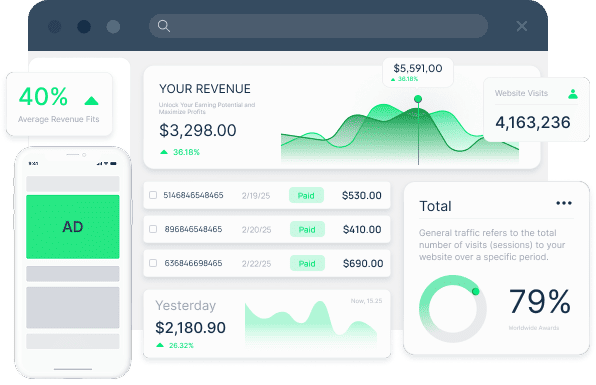 40%
Average Revenue Fits
9:41
AD
YOUR REVENUE
Unlock Your Earning Potential and
Maximize Profits.
$3,298.00
36.18%
$5,591,00
36.18%
Website Visits
4,163,236
5146846548465 2/19/25 Paid $530.00
896846548465 2/20/25 Paid $410.00
636846698465 2/22/25 Paid $690.00
Yesterday
$2,180.90
26.32%
Now, 15.25
Total
General traffic refers to the total
number of visits (sessions) to your
website over a specific period.
79%
Worldwide Awards